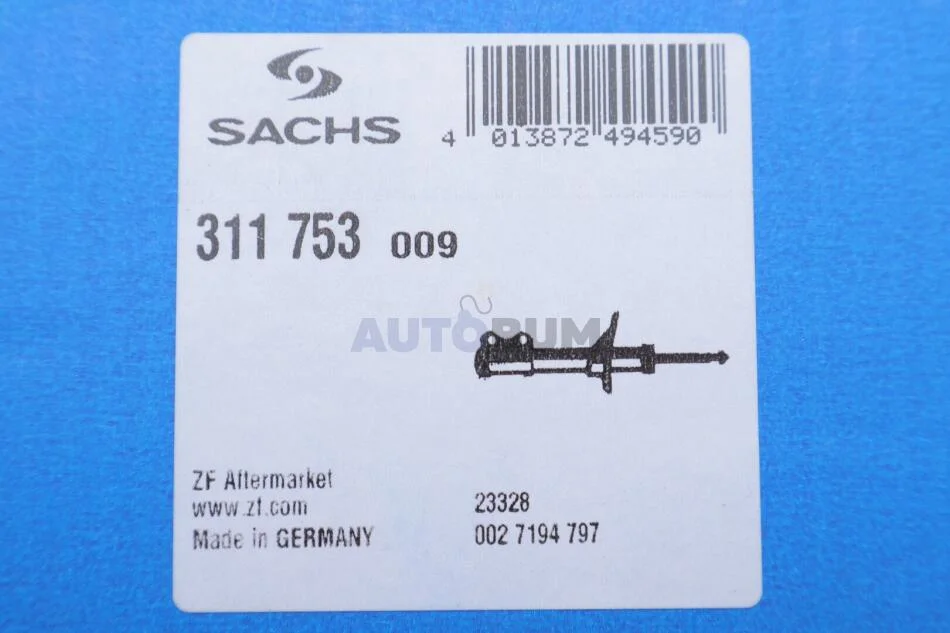 SACHS
4 013872 494590
311 753 009
AUTORUM
ZF Aftermarket
www.zf.com
Made in GERMANY
23328
002 7194 797